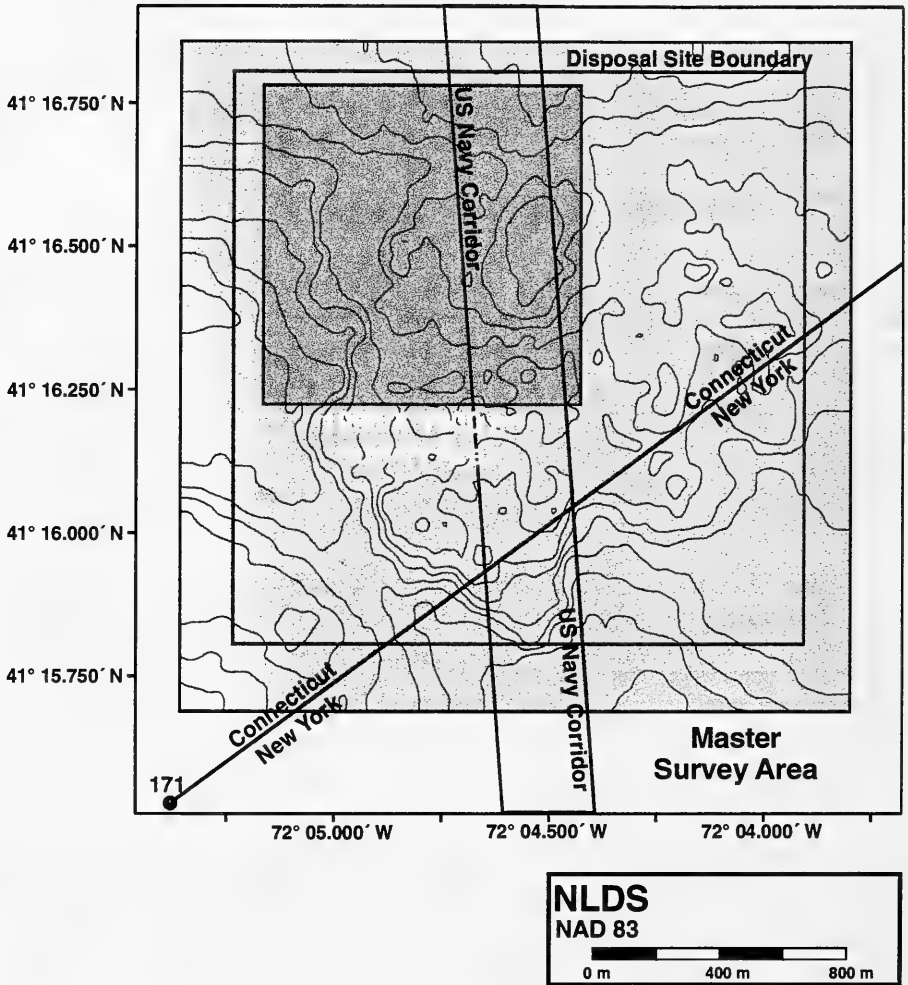 Disposal Site Boundary
41° 16.750´ N
US Navy Corridor
41° 16.500´ N
Connecticut
New York
41° 16.250´ N
41° 16.000´ N
US Navy Corridor
41° 15.750´ N
Connecticut
New York
Master
Survey Area
171
72° 05.000´ W
72° 04.500´ W
72° 04.000´ W
NLDS
NAD 83
0 m
400 m
800 m